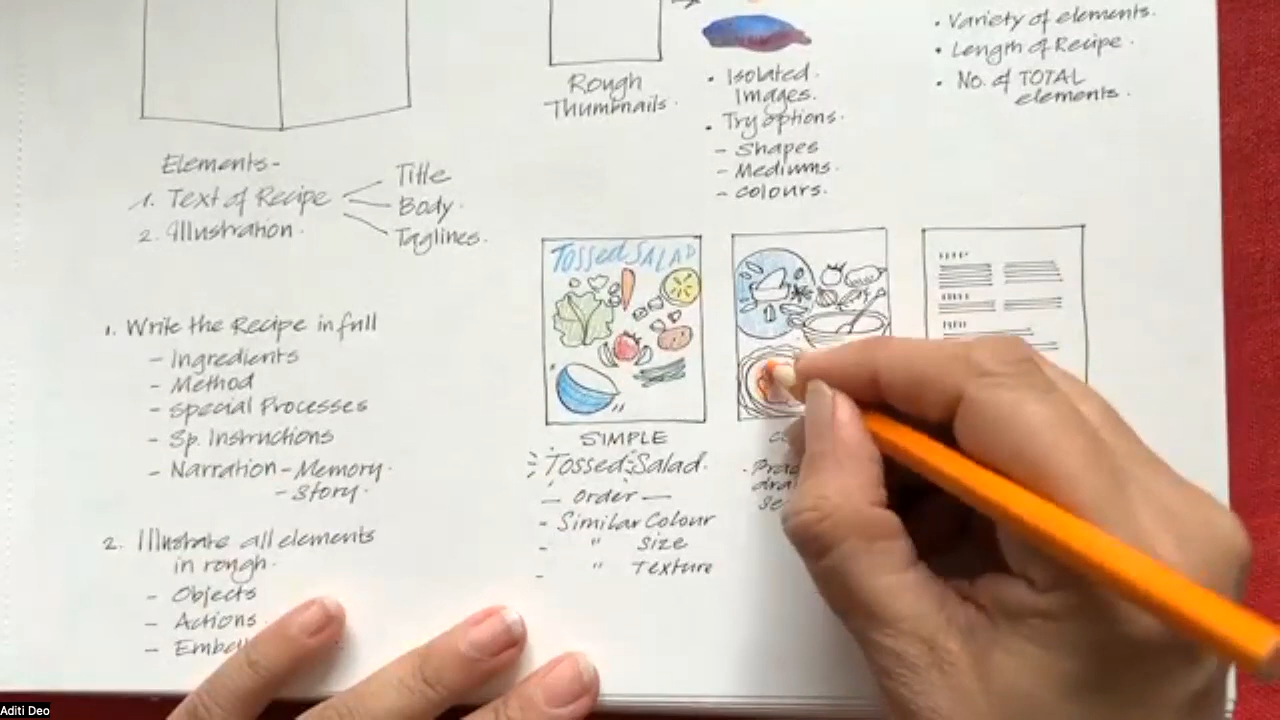 Rough
Thumbnails.
• Isolated.
Images.
• Try options.
- Shapes
- Mediums.
- Colours.
• Variety of elements.
• Length of Recipe.
• No. of TOTAL
elements.
Elements-
1. Text of Recipe
2. Illustration.
Title
Body.
Taglines.
1. Write the Recipe in full
- Ingredients
- Method
- Special Processes
- Sp. Instructions
- Narration - Memory.
- Story.
2. Illustrate all elements
in rough.
- Objects
- Actions
Tossed SALAD
SIMPLE
Tossed Salad.
- Order -
- Similar Colour
- " Size
- " Texture
Aditi Deo